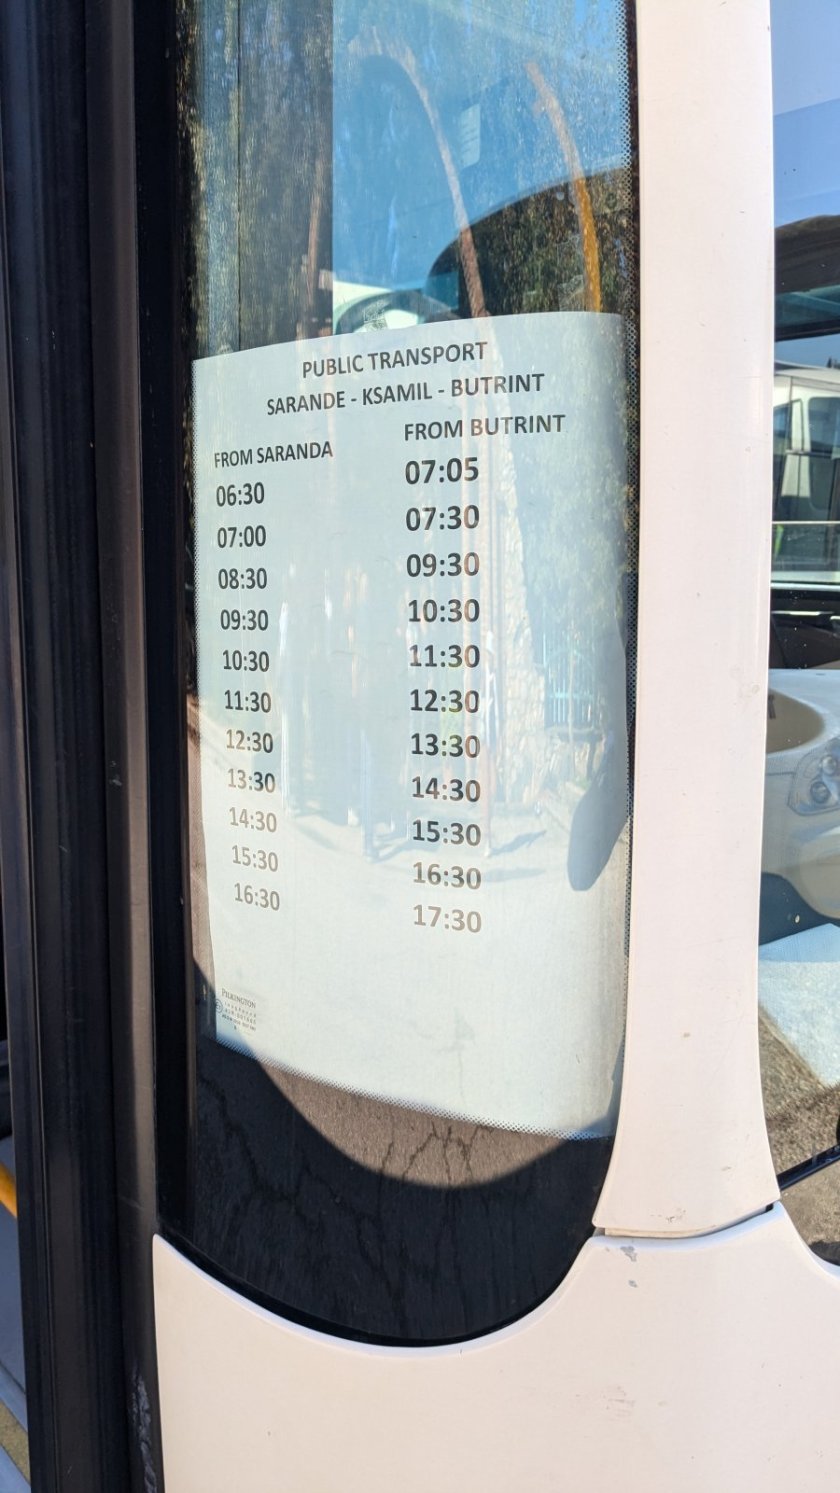 PUBLIC TRANSPORT
SARANDE - KSAMIL - BUTRINT
FROM SARANDA FROM BUTRINT
06:30 07:05
07:00 07:30
08:30 09:30
09:30 10:30
10:30 11:30
11:30 12:30
12:30 13:30
13:30 14:30
14:30 15:30
15:30 16:30
16:30 17:30
PILKINGTON